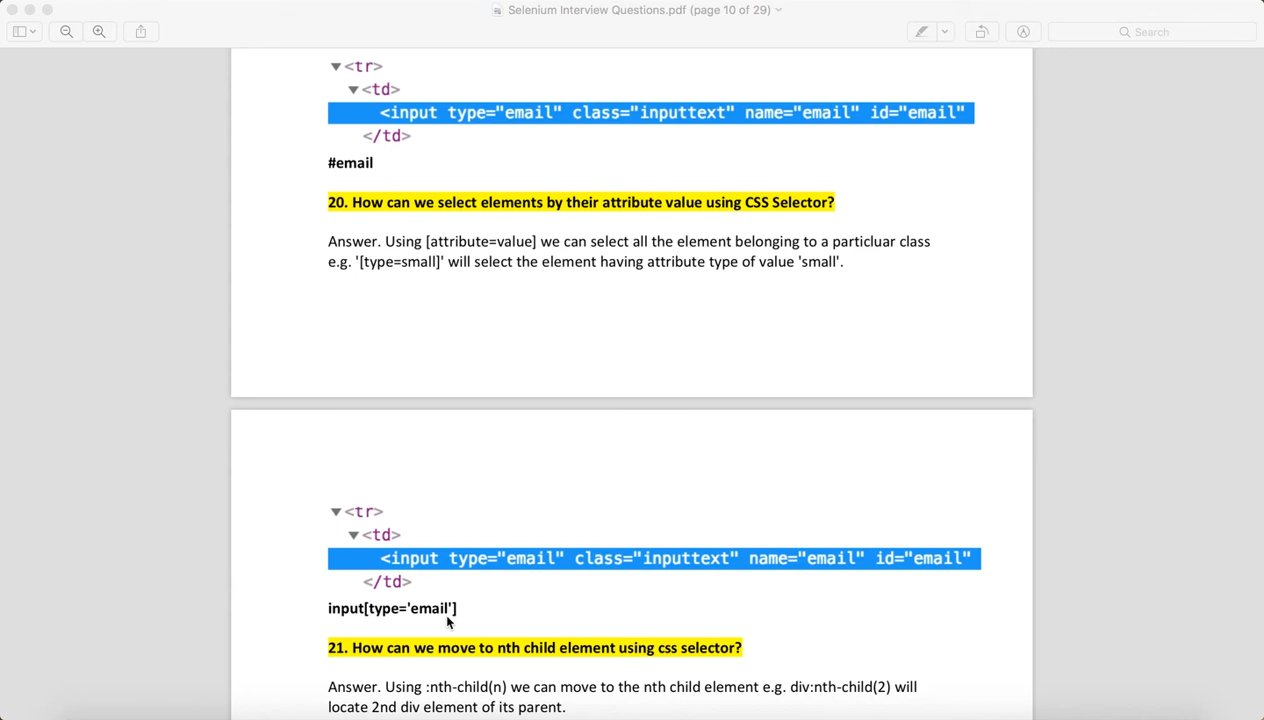 Selenium Interview Questions.pdf (page 10 of 29)
Search
<tr>
<td>
<input type="email" class="inputtext" name="email" id="email"
</td>
#email
20. How can we select elements by their attribute value using CSS Selector?
Answer. Using [attribute=value] we can select all the element belonging to a particluar class
e.g. '[type=small]' will select the element having attribute type of value 'small'.
<tr>
<td>
<input type="email" class="inputtext" name="email" id="email"
</td>
input[type='email']
21. How can we move to nth child element using css selector?
Answer. Using :nth-child(n) we can move to the nth child element e.g. div:nth-child(2) will
locate 2nd div element of its parent.